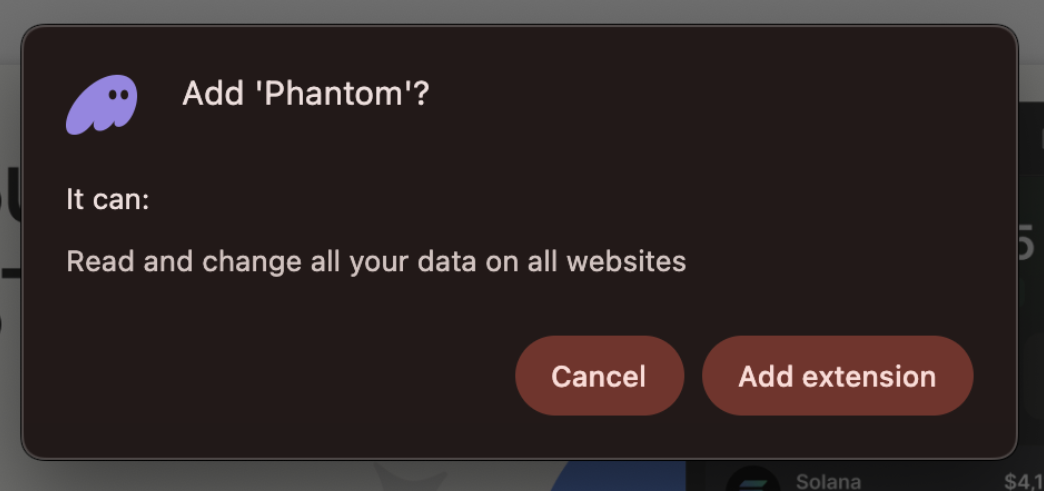 Add 'Phantom'?
It can:
Read and change all your data on all websites
Cancel
Add extension
5
Solana
$4,1